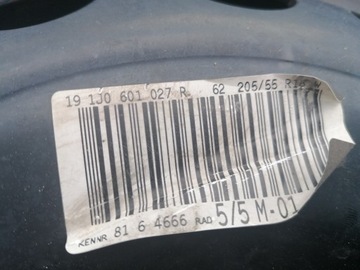 19 1J0 601 027 R 62 205/55
KENNR 81 6 4666 RAD 5/5 M-01